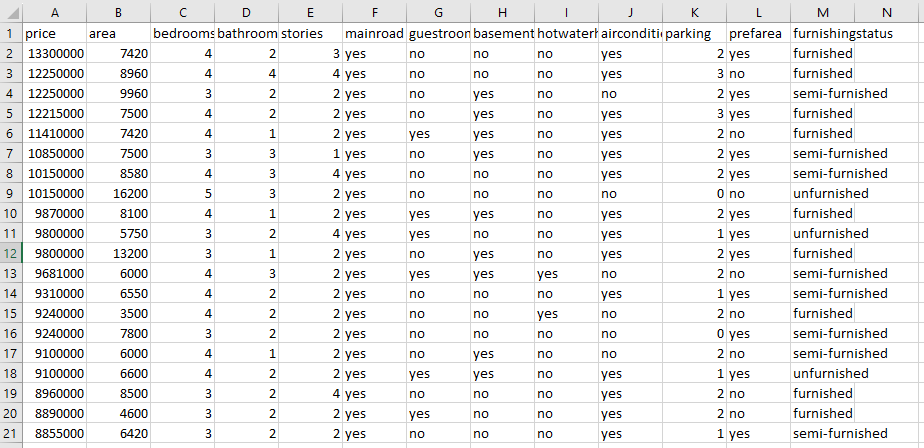 A B C D E F G H I J K L M N
1 price area bedrooms bathroom stories mainroad guestroom basement hotwaterh airconditi parking prefarea furnishingstatus
2 13300000 7420 4 2 3 yes no no no yes 2 yes furnished
3 12250000 8960 4 4 4 yes no no no yes 3 no furnished
4 12250000 9960 3 2 2 yes no yes no no 2 yes semi-furnished
5 12215000 7500 4 2 2 yes no yes no yes 3 yes furnished
6 11410000 7420 4 1 2 yes yes yes no yes 2 no furnished
7 10850000 7500 3 3 1 yes no yes no yes 2 yes semi-furnished
8 10150000 8580 4 3 4 yes no no no yes 2 yes semi-furnished
9 10150000 16200 5 3 2 yes no no no no 0 no unfurnished
10 9870000 8100 4 1 2 yes yes yes no yes 2 yes furnished
11 9800000 5750 3 2 4 yes yes no no yes 1 yes unfurnished
12 9800000 13200 3 1 2 yes no yes no yes 2 yes furnished
13 9681000 6000 4 3 2 yes yes yes yes no 2 no semi-furnished
14 9310000 6550 4 2 2 yes no no no yes 1 yes semi-furnished
15 9240000 3500 4 2 2 yes no no yes no 2 no furnished
16 9240000 7800 3 2 2 yes no no no no 0 yes semi-furnished
17 9100000 6000 4 1 2 yes no yes no no 2 no semi-furnished
18 9100000 6600 4 2 2 yes yes yes no yes 1 yes unfurnished
19 8960000 8500 3 2 4 yes no no no yes 2 no furnished
20 8890000 4600 3 2 2 yes yes no no yes 2 no furnished
21 8855000 6420 3 2 2 yes no no no yes 1 yes semi-furnished